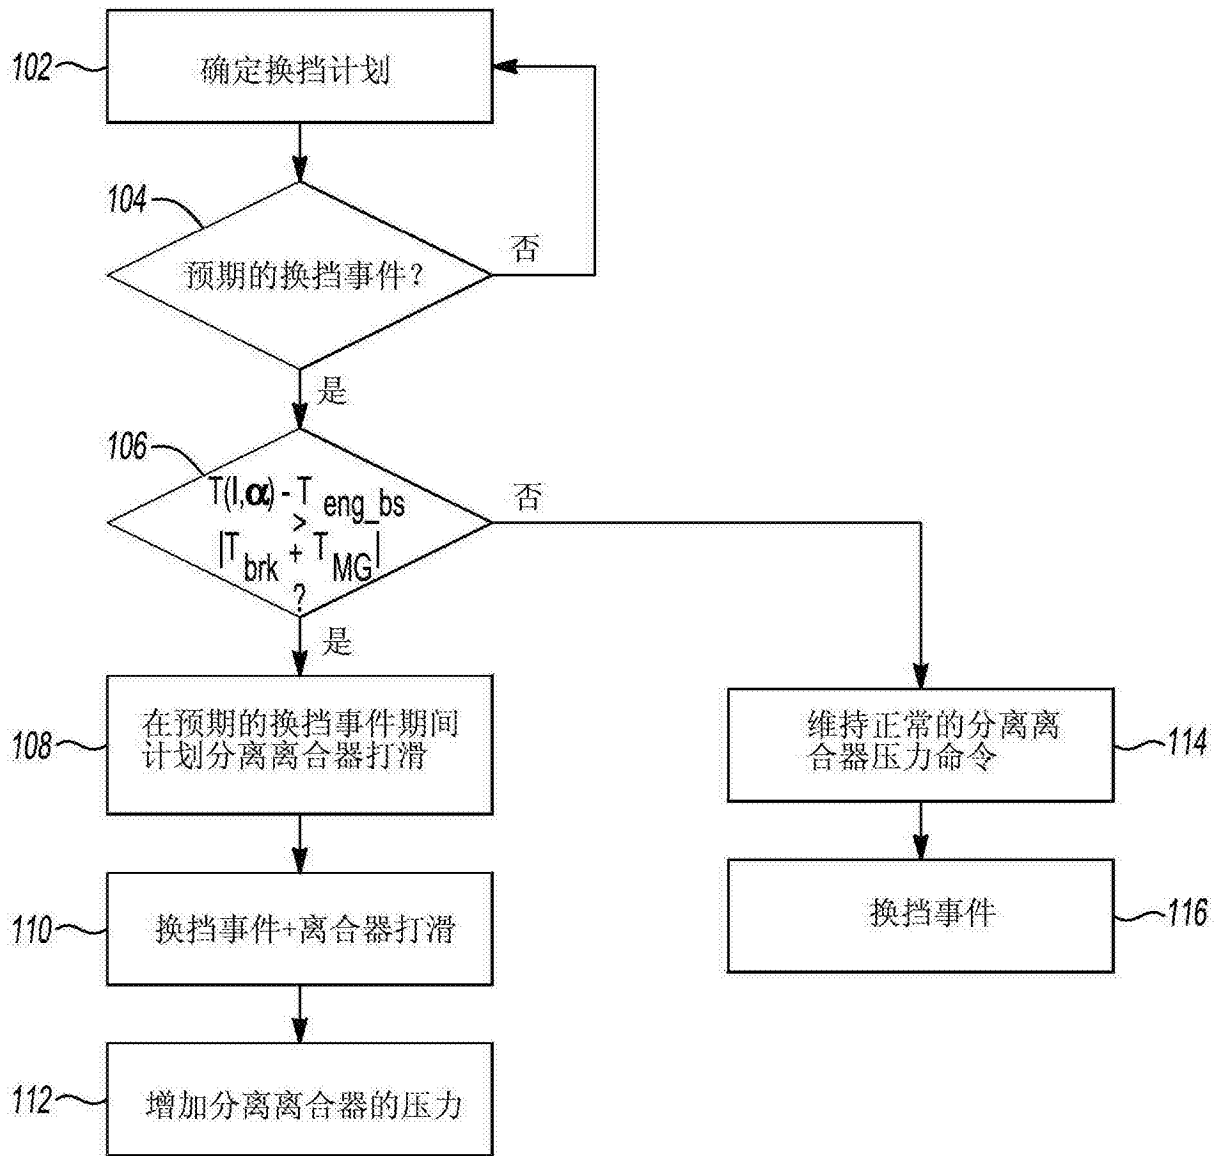 102
确定换挡计划
104
否
预期的换挡事件？
是
106
T(I,α) - T eng_bs
>
|T brk + T MG|
?
否
是
108
在预期的换挡事件期间
计划分离离合器打滑
维持正常的分离离
合器压力命令
114
110
换挡事件+离合器打滑
换挡事件
116
112
增加分离离合器的压力